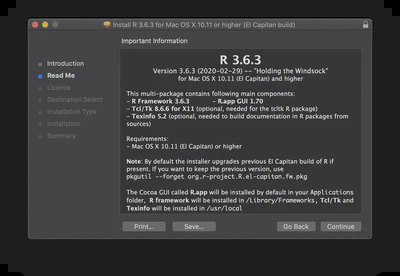 Install R 3.6.3 for Mac OS X 10.11 or higher (El Capitan build)
Important Information
Introduction
Read Me
License
Destination Select
Installation Type
Installation
Summary
R 3.6.3
Version 3.6.3 (2020-02-29) -- "Holding the Windsock"
for Mac OS X 10.11 (El Capitan) and higher
This multi-package contains following main components:
- R Framework 3.6.3 - R.app GUI 1.70
- Tcl/Tk 8.6.6 for X11 (optional, needed for the tcltk R package)
- Texinfo 5.2 (optional, needed to build documentation in R packages from
sources)
Requirements:
- Mac OS X 10.11 (El Capitan) or higher
Note: By default the installer upgrades previous El Capitan build of R if
present. If you want to keep the previous version, use
pkgutil --forget org.r-project.R.el-capitan.fw.pkg
The Cocoa GUI called R.app will be installed by default in your Applications
folder, R framework will be installed in /Library/Frameworks, Tcl/Tk and
Texinfo will be installed in /usr/local
Print...
Save...
Go Back
Continue